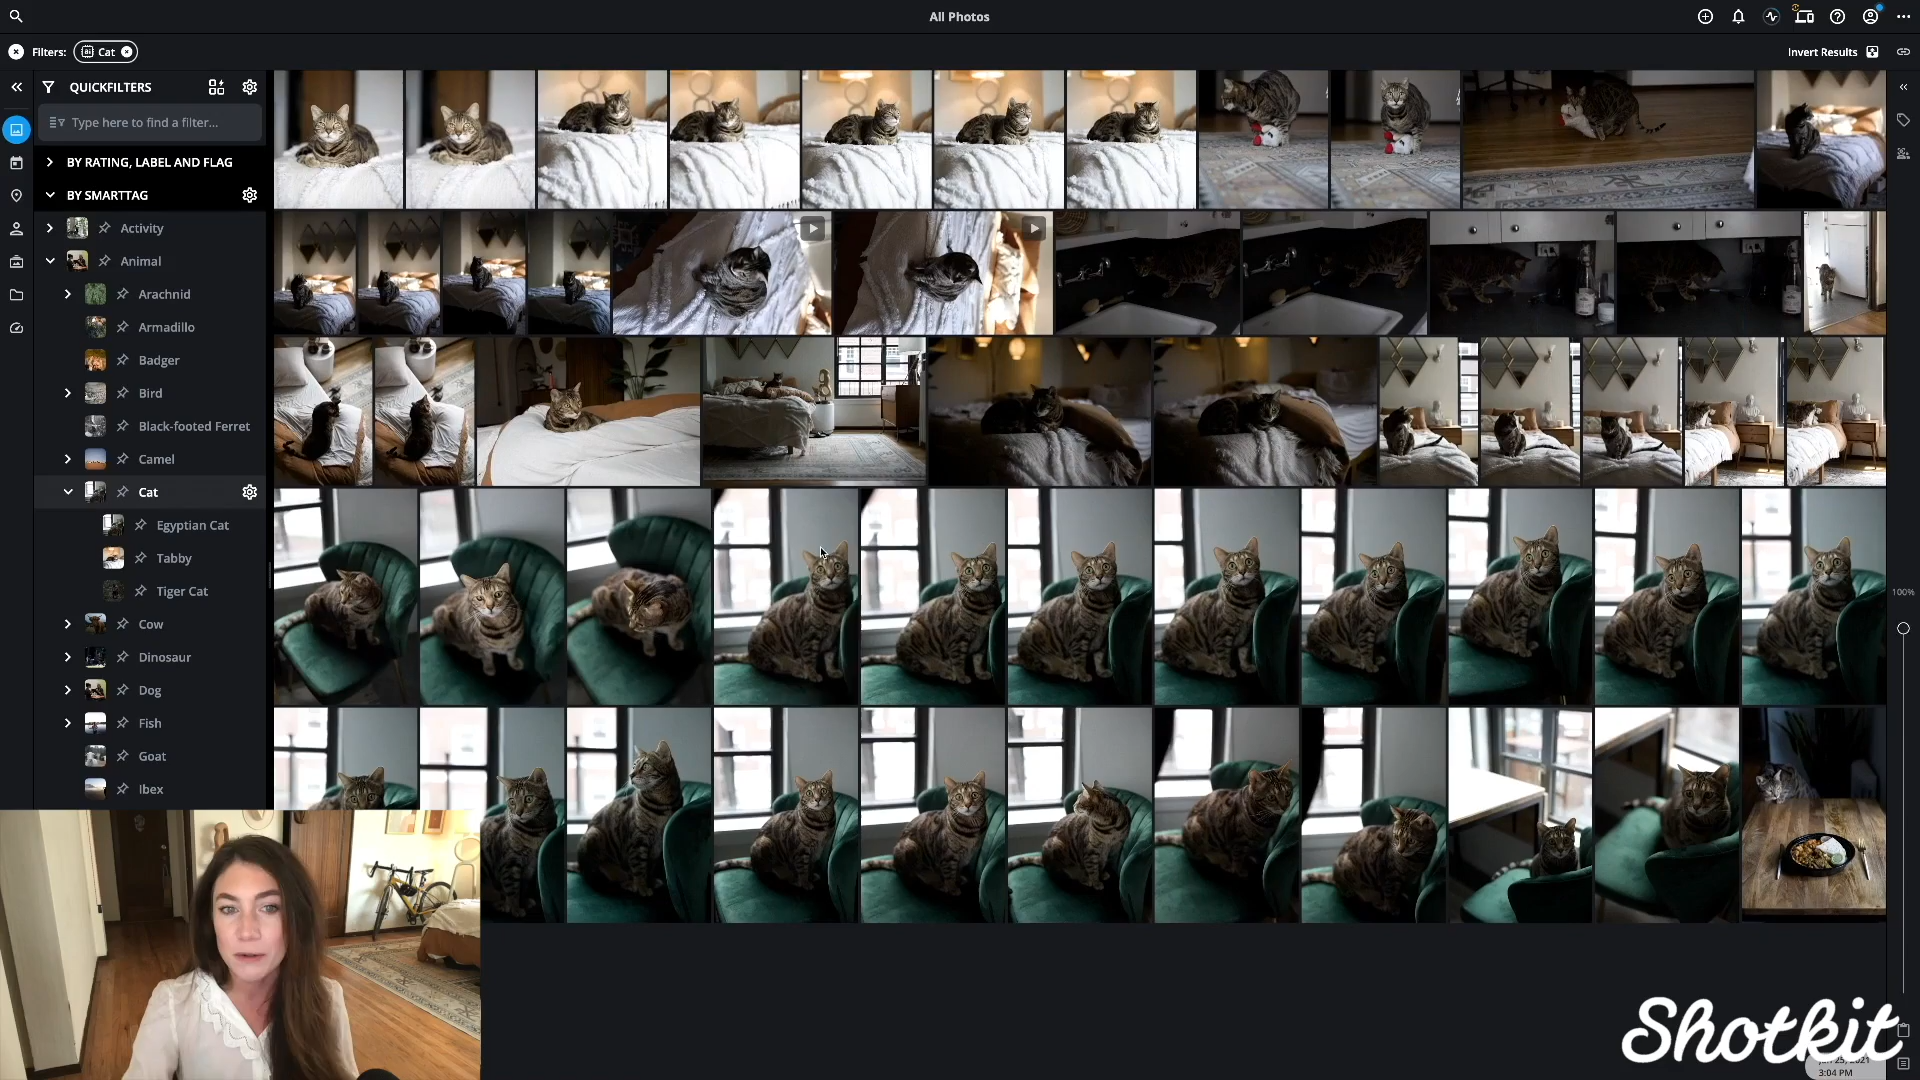 All Photos
Filters:
Cat
Invert Results
QUICKFILTERS
Type here to find a filter...
BY RATING, LABEL AND FLAG
BY SMARTTAG
Activity
Animal
Arachnid
Armadillo
Badger
Bird
Black-footed Ferret
Camel
Cat
Egyptian Cat
Tabby
Tiger Cat
Cow
Dinosaur
Dog
Fish
Goat
Ibex
100%
Shotkit
3:04 PM